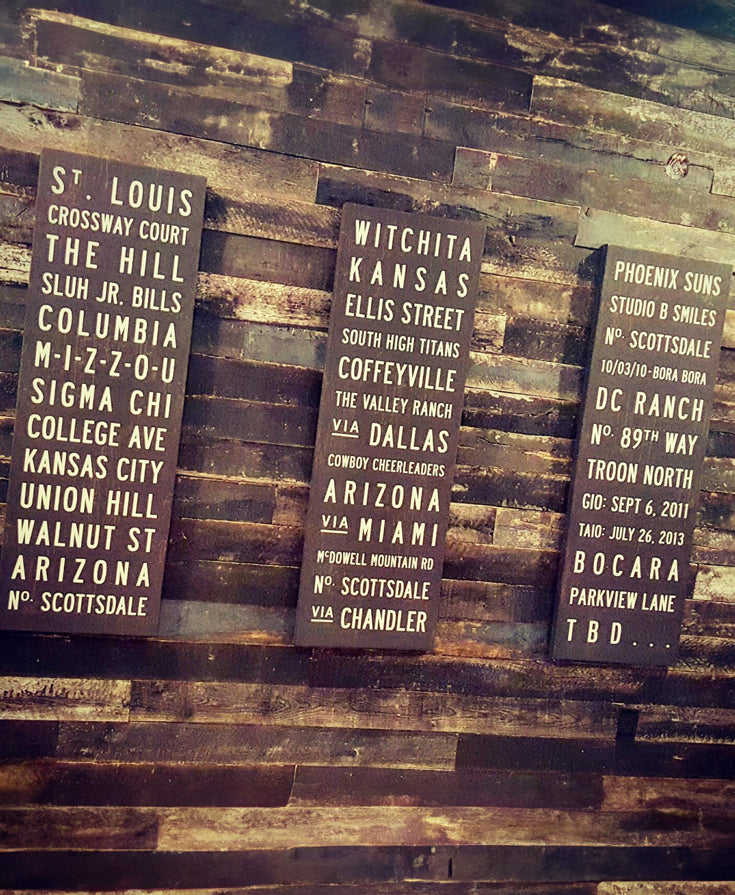 ST. LOUIS
CROSSWAY COURT
THE HILL
SLUH JR. BILLS
COLUMBIA
M-I-Z-Z-O-U
SIGMA CHI
COLLEGE AVE
KANSAS CITY
UNION HILL
WALNUT ST
ARIZONA
No. SCOTTSDALE
WITCHITA
KANSAS
ELLIS STREET
SOUTH HIGH TITANS
COFFEYVILLE
THE VALLEY RANCH
VIA DALLAS
COWBOY CHEERLEADERS
ARIZONA
VIA MIAMI
McDOWELL MOUNTAIN RD
No. SCOTTSDALE
VIA CHANDLER
PHOENIX SUNS
STUDIO B SMILES
No. SCOTTSDALE
10/03/10-BORA BORA
DC RANCH
No. 89TH WAY
TROON NORTH
GIO: SEPT 6, 2011
TAIO: JULY 26, 2013
BOCARA
PARKVIEW LANE
TBD...